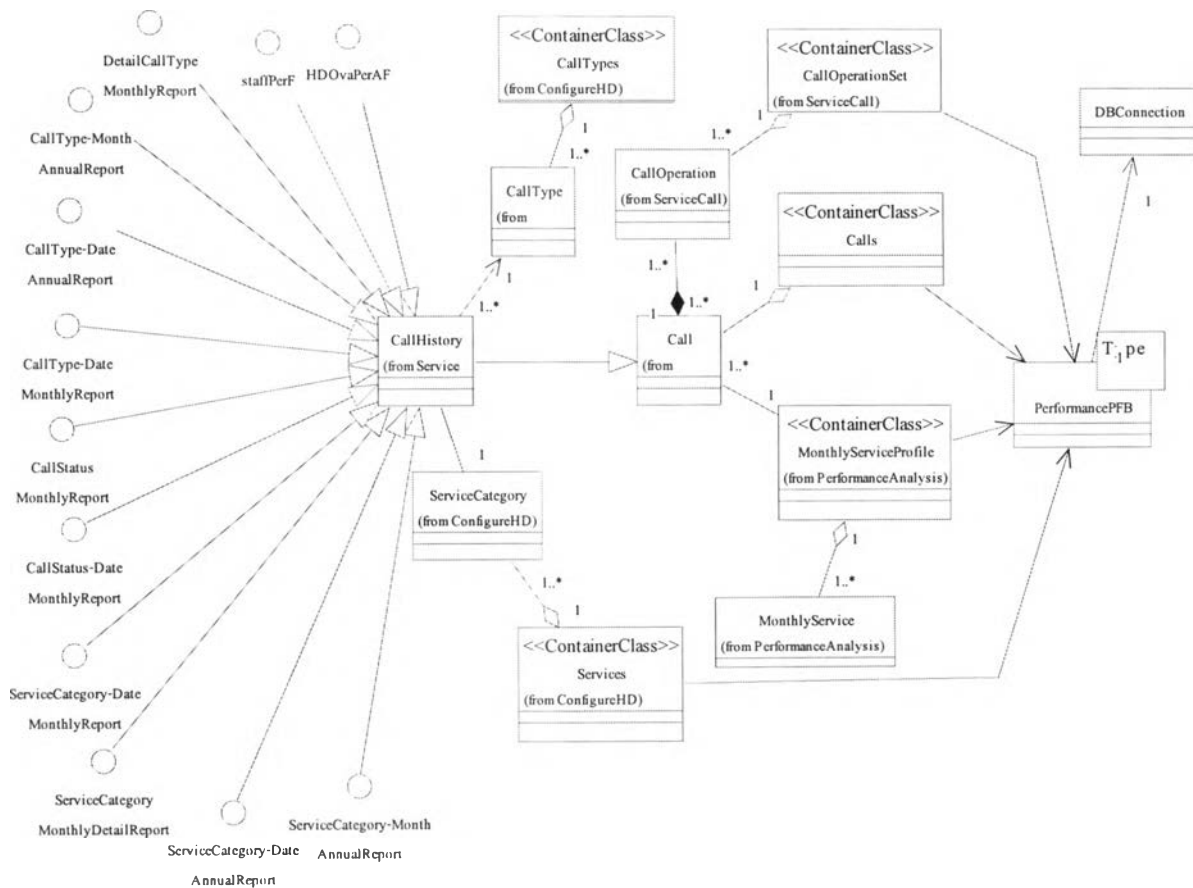 DetailCallType
MonthlyReport
staffPerF
HDOvaPerAF
CallType-Month
AnnualReport
CallType-Date
AnnualReport
CallType-Date
MonthlyReport
CallStatus
MonthlyReport
CallStatus-Date
MonthlyReport
ServiceCategory-Date
MonthlyReport
ServiceCategory
MonthlyDetailReport
ServiceCategory-Date
AnnualReport
ServiceCategory-Month
AnnualReport
CallHistory
(from Service
1
1..*
<<ContainerClass>>
CallTypes
(from ConfigureHD)
1
1..*
CallType
(from
<<ContainerClass>>
CallOperationSet
(from ServiceCall)
1
1..*
CallOperation
(from ServiceCall)
1..*
1..*
1
Call
(from
1..*
1
<<ContainerClass>>
Calls
1
<<ContainerClass>>
MonthlyServiceProfile
(from PerformanceAnalysis)
1
1..*
MonthlyService
(from PerformanceAnalysis)
1
ServiceCategory
(from ConfigureHD)
1..*
1
<<ContainerClass>>
Services
(from ConfigureHD)
DBConnection
1
PerformancePFB